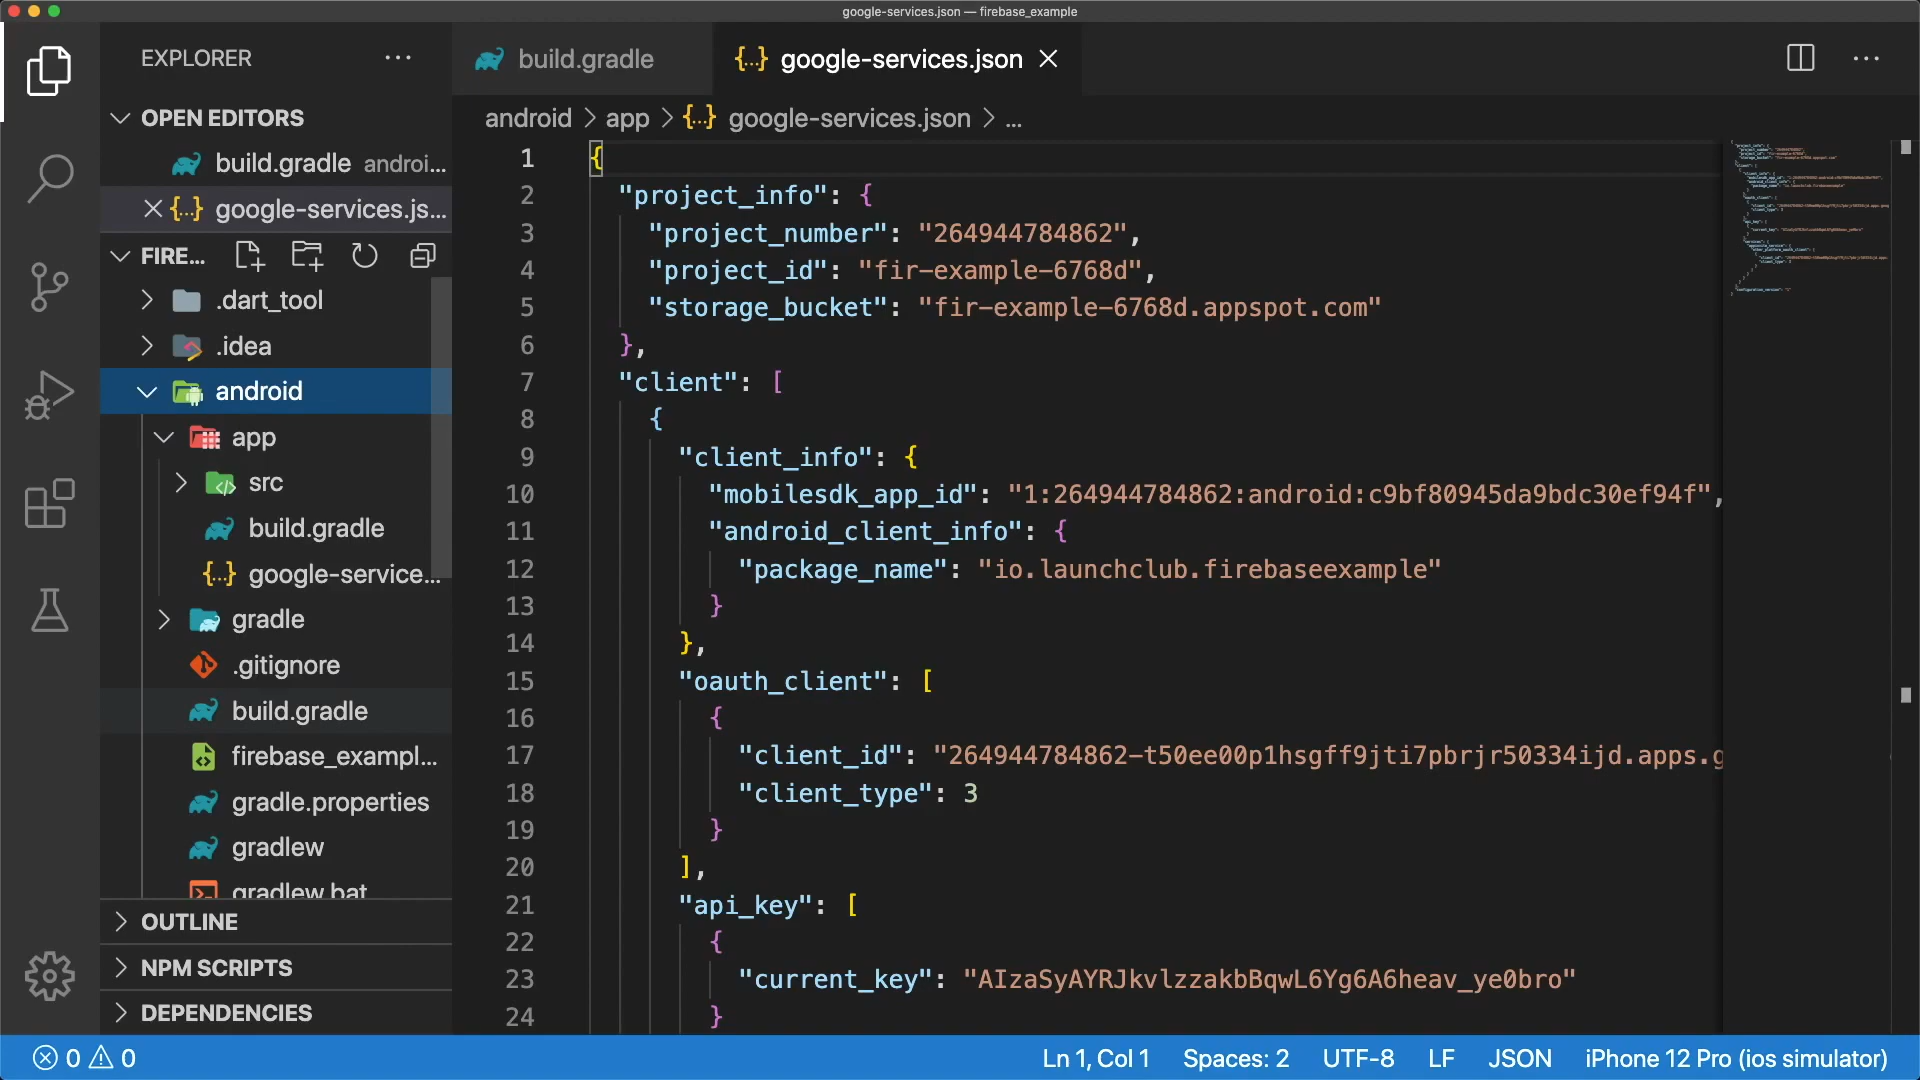 google-services.json — firebase_example
EXPLORER
build.gradle
google-services.json
OPEN EDITORS
build.gradle androi...
google-services.js...
FIRE...
.dart_tool
.idea
android
app
src
build.gradle
google-service...
gradle
.gitignore
build.gradle
firebase_exampl...
gradle.properties
gradlew
gradlew.bat
OUTLINE
NPM SCRIPTS
DEPENDENCIES
android > app > {..} google-services.json > ...
1 {
2 "project_info": {
3 "project_number": "264944784862",
4 "project_id": "fir-example-6768d",
5 "storage_bucket": "fir-example-6768d.appspot.com"
6 },
7 "client": [
8 {
9 "client_info": {
10 "mobilesdk_app_id": "1:264944784862:android:c9bf80945da9bdc30ef94f",
11 "android_client_info": {
12 "package_name": "io.launchclub.firebaseexample"
13 }
14 },
15 "oauth_client": [
16 {
17 "client_id": "264944784862-t50ee00p1hsgff9jti7pbrjr50334ijd.apps.g
18 "client_type": 3
19 }
20 ],
21 "api_key": [
22 {
23 "current_key": "AIzaSyAYRJkvlzzakbBqwL6Yg6A6heav_ye0bro"
24 }
0 0
Ln 1, Col 1 Spaces: 2 UTF-8 LF JSON iPhone 12 Pro (ios simulator)